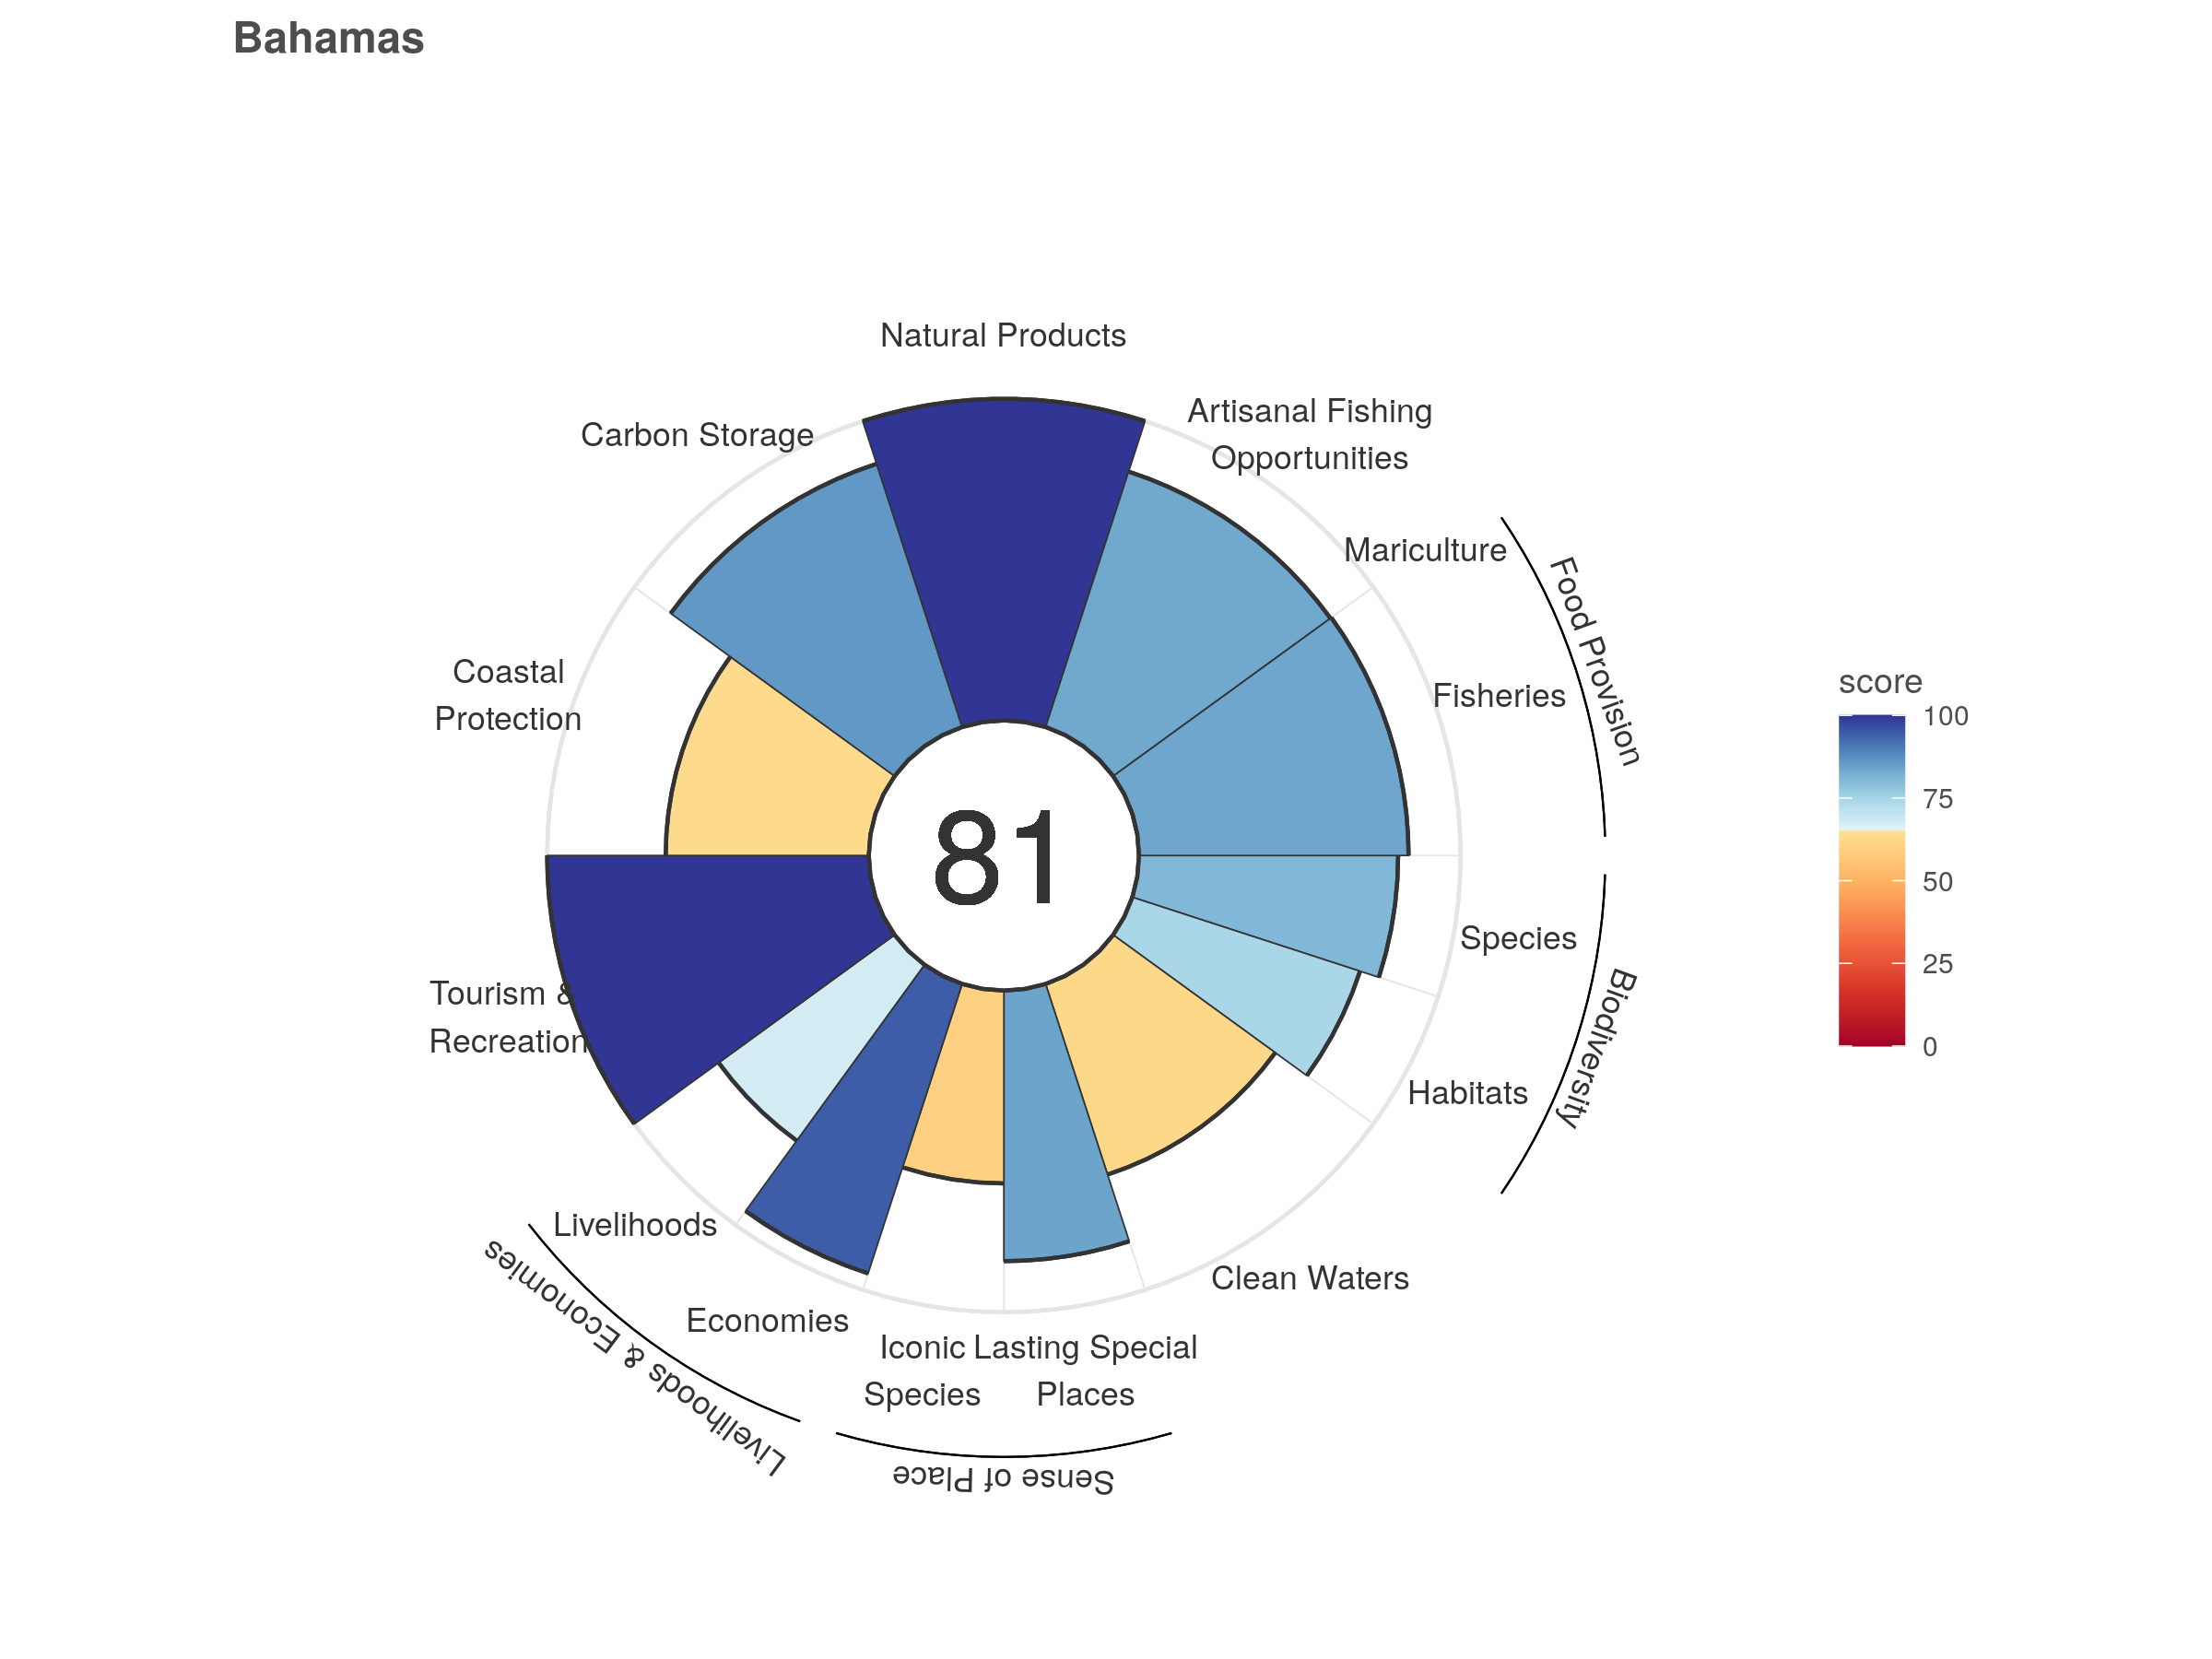 Bahamas
Natural Products
Artisanal Fishing
Opportunities
Carbon Storage
Mariculture
Food Provision
Fisheries
Coastal
Protection
score
100
75
50
25
0
81
Species
Biodiversity
Tourism &
Recreation
Habitats
Livelihoods
Livelihoods & Economies
Economies
Clean Waters
Iconic
Species
Lasting Special
Places
Sense of Place